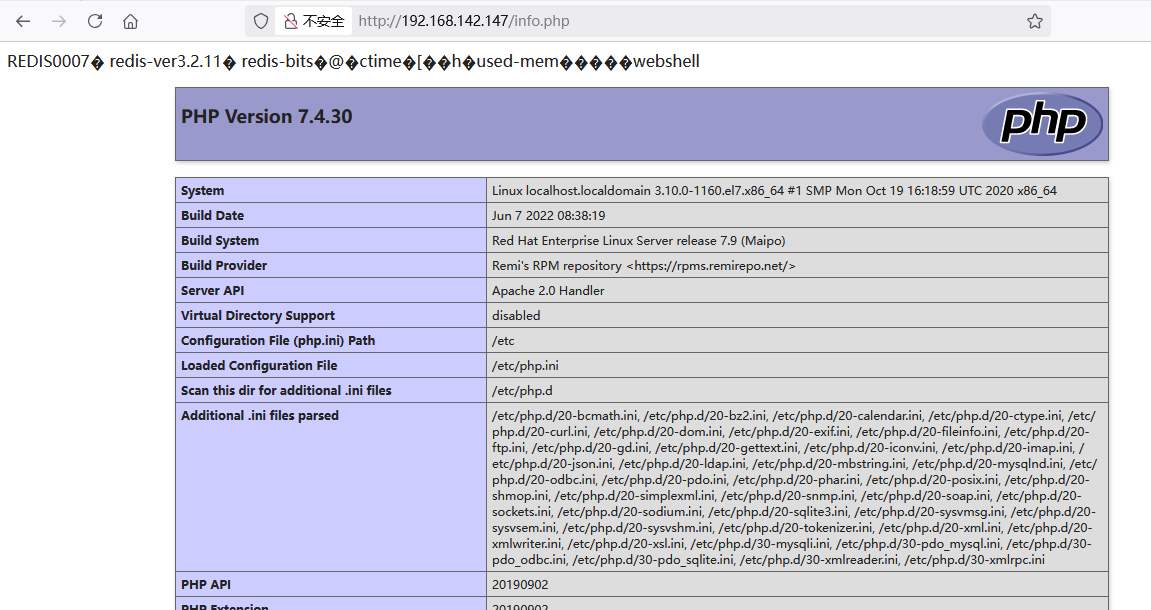 不安全 http://192.168.142.147/info.php
REDIS0007� redis-ver3.2.11� redis-bits�@�ctime�[��h�used-mem�����webshell
PHP Version 7.4.30 php
System Linux localhost.localdomain 3.10.0-1160.el7.x86_64 #1 SMP Mon Oct 19 16:18:59 UTC 2020 x86_64
Build Date Jun 7 2022 08:38:19
Build System Red Hat Enterprise Linux Server release 7.9 (Maipo)
Build Provider Remi's RPM repository <https://rpms.remirepo.net/>
Server API Apache 2.0 Handler
Virtual Directory Support disabled
Configuration File (php.ini) Path /etc
Loaded Configuration File /etc/php.ini
Scan this dir for additional .ini files /etc/php.d
Additional .ini files parsed /etc/php.d/20-bcmath.ini, /etc/php.d/20-bz2.ini, /etc/php.d/20-calendar.ini, /etc/php.d/20-ctype.ini, /etc/
php.d/20-curl.ini, /etc/php.d/20-dom.ini, /etc/php.d/20-exif.ini, /etc/php.d/20-fileinfo.ini, /etc/php.d/20-
ftp.ini, /etc/php.d/20-gd.ini, /etc/php.d/20-gettext.ini, /etc/php.d/20-iconv.ini, /etc/php.d/20-imap.ini, /
etc/php.d/20-json.ini, /etc/php.d/20-ldap.ini, /etc/php.d/20-mbstring.ini, /etc/php.d/20-mysqlnd.ini, /etc/
php.d/20-odbc.ini, /etc/php.d/20-pdo.ini, /etc/php.d/20-phar.ini, /etc/php.d/20-posix.ini, /etc/php.d/20-
shmop.ini, /etc/php.d/20-simplexml.ini, /etc/php.d/20-snmp.ini, /etc/php.d/20-soap.ini, /etc/php.d/20-
sockets.ini, /etc/php.d/20-sodium.ini, /etc/php.d/20-sqlite3.ini, /etc/php.d/20-sysvmsg.ini, /etc/php.d/20-
sysvsem.ini, /etc/php.d/20-sysvshm.ini, /etc/php.d/20-tokenizer.ini, /etc/php.d/20-xml.ini, /etc/php.d/20-
xmlwriter.ini, /etc/php.d/20-xsl.ini, /etc/php.d/30-mysqli.ini, /etc/php.d/30-pdo_mysql.ini, /etc/php.d/30-
pdo_odbc.ini, /etc/php.d/30-pdo_sqlite.ini, /etc/php.d/30-xmlreader.ini, /etc/php.d/30-xmlrpc.ini
PHP API 20190902
PHP Extension 20190902